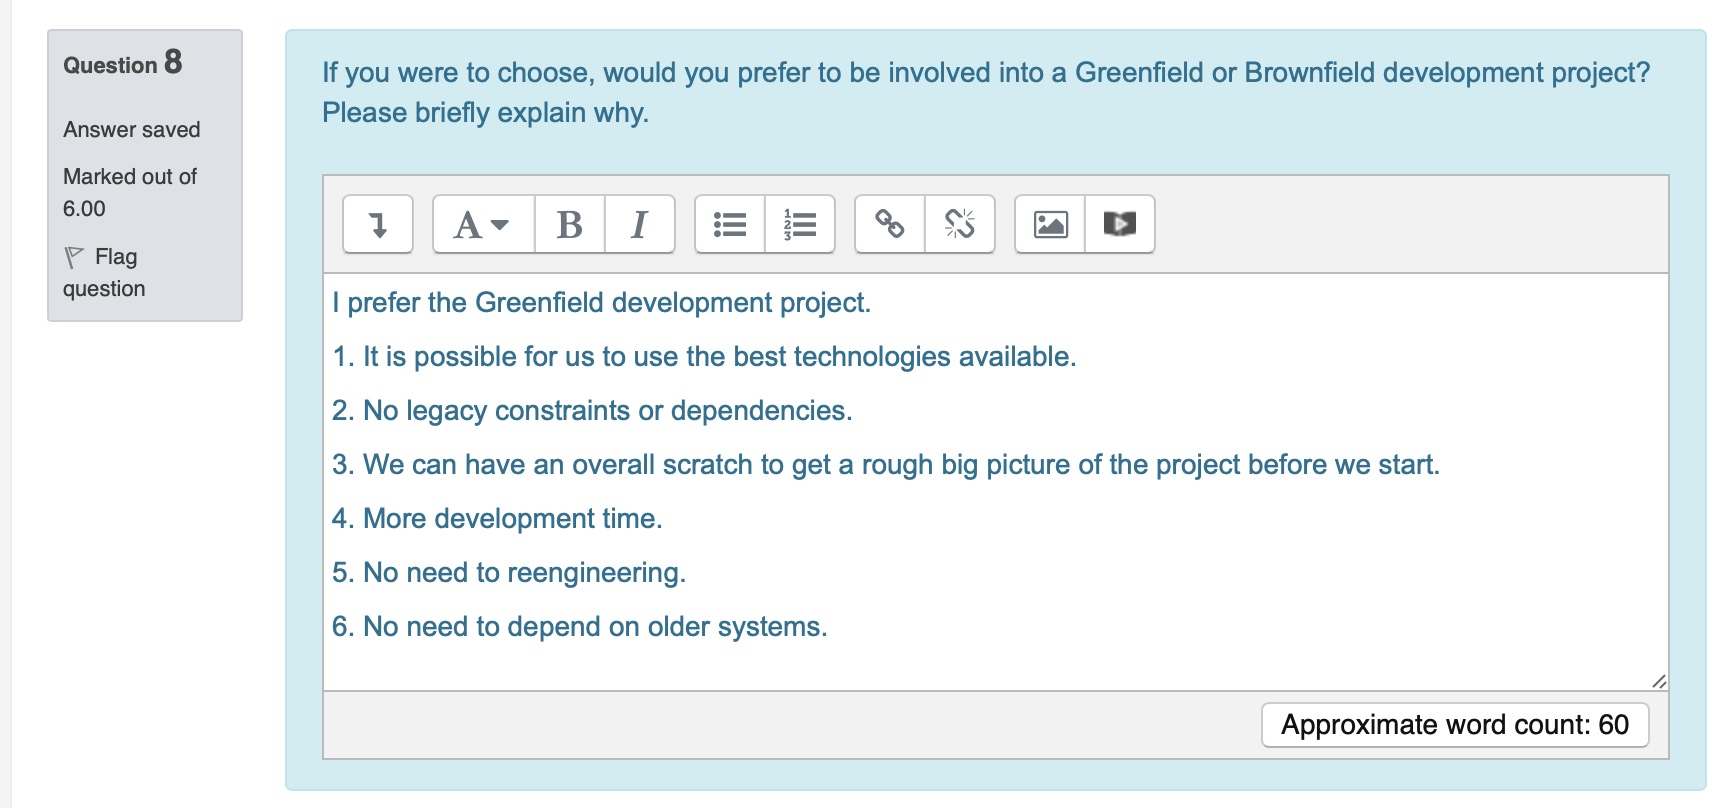 Question 8
Answer saved
Marked out of
6.00
Flag
question
If you were to choose, would you prefer to be involved into a Greenfield or Brownfield development project?
Please briefly explain why.
A B I
I prefer the Greenfield development project.
1. It is possible for us to use the best technologies available.
2. No legacy constraints or dependencies.
3. We can have an overall scratch to get a rough big picture of the project before we start.
4. More development time.
5. No need to reengineering.
6. No need to depend on older systems.
Approximate word count: 60